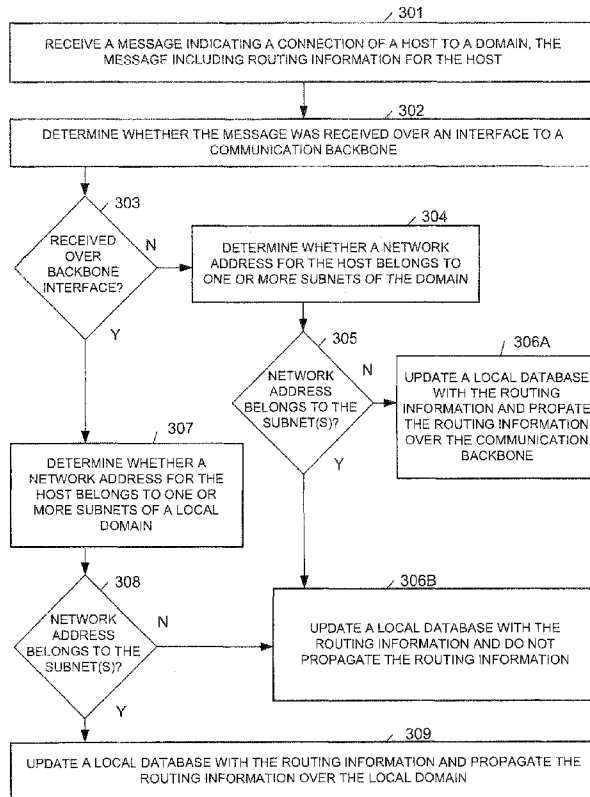 301
RECEIVE A MESSAGE INDICATING A CONNECTION OF A HOST TO A DOMAIN, THE
MESSAGE INCLUDING ROUTING INFORMATION FOR THE HOST
302
DETERMINE WHETHER THE MESSAGE WAS RECEIVED OVER AN INTERFACE TO A
COMMUNICATION BACKBONE
303
RECEIVED
OVER
BACKBONE
INTERFACE?
N
Y
304
DETERMINE WHETHER A NETWORK
ADDRESS FOR THE HOST BELONGS TO
ONE OR MORE SUBNETS OF THE DOMAIN
305
NETWORK
ADDRESS
BELONGS TO THE
SUBNET(S)?
N
Y
306A
UPDATE A LOCAL DATABASE
WITH THE ROUTING
INFORMATION AND PROPATE
THE ROUTING INFORMATION
OVER THE COMMUNICATION
BACKBONE
307
DETERMINE WHETHER A
NETWORK ADDRESS FOR THE
HOST BELONGS TO ONE OR
MORE SUBNETS OF A LOCAL
DOMAIN
308
NETWORK
ADDRESS
BELONGS TO THE
SUBNET(S)?
N
Y
306B
UPDATE A LOCAL DATABASE WITH THE
ROUTING INFORMATION AND DO NOT
PROPAGATE THE ROUTING INFORMATION
309
UPDATE A LOCAL DATABASE WITH THE ROUTING INFORMATION AND PROPAGATE THE
ROUTING INFORMATION OVER THE LOCAL DOMAIN